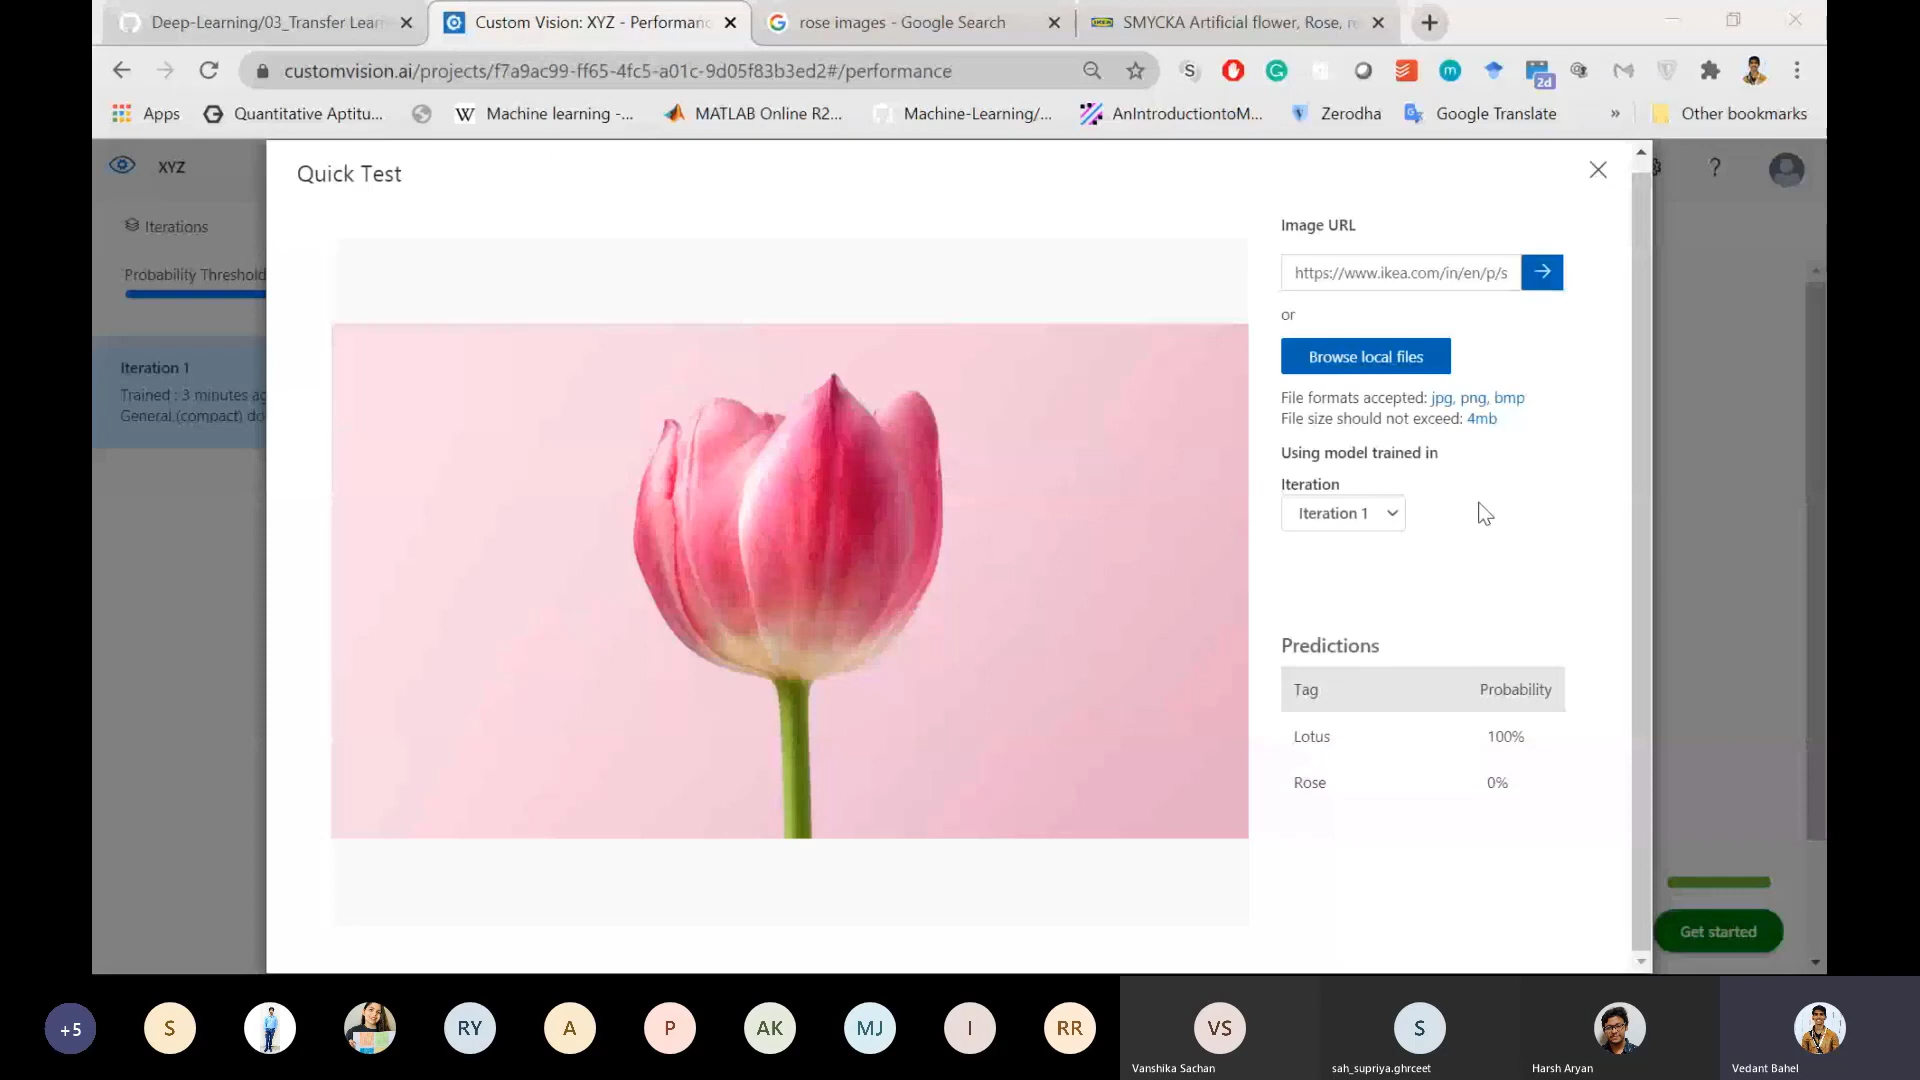 Deep-Learning/03_Transfer Lear
Custom Vision: XYZ - Performanc
rose images - Google Search
SMYCKA Artificial flower, Rose, re
customvision.ai/projects/f7a9ac99-ff65-4fc5-a01c-9d05f83b3ed2#/performance
2d
Apps
Quantitative Aptitu...
Machine learning -...
MATLAB Online R2...
Machine-Learning/...
AnIntroductiontoM...
Zerodha
Google Translate
»
Other bookmarks
XYZ
?
Iterations
Probability Threshold
Iteration 1
Trained : 3 minutes ag
General (compact) do
Quick Test
Image URL
https://www.ikea.com/in/en/p/s
or
Browse local files
File formats accepted: jpg, png, bmp
File size should not exceed: 4mb
Using model trained in
Iteration
Iteration 1
Predictions
Tag Probability
Lotus 100%
Rose 0%
Get started
+5
S
RY
A
P
AK
MJ
I
RR
VS
S
Vanshika Sachan
sah_supriya.ghrceet
Harsh Aryan
Vedant Bahel